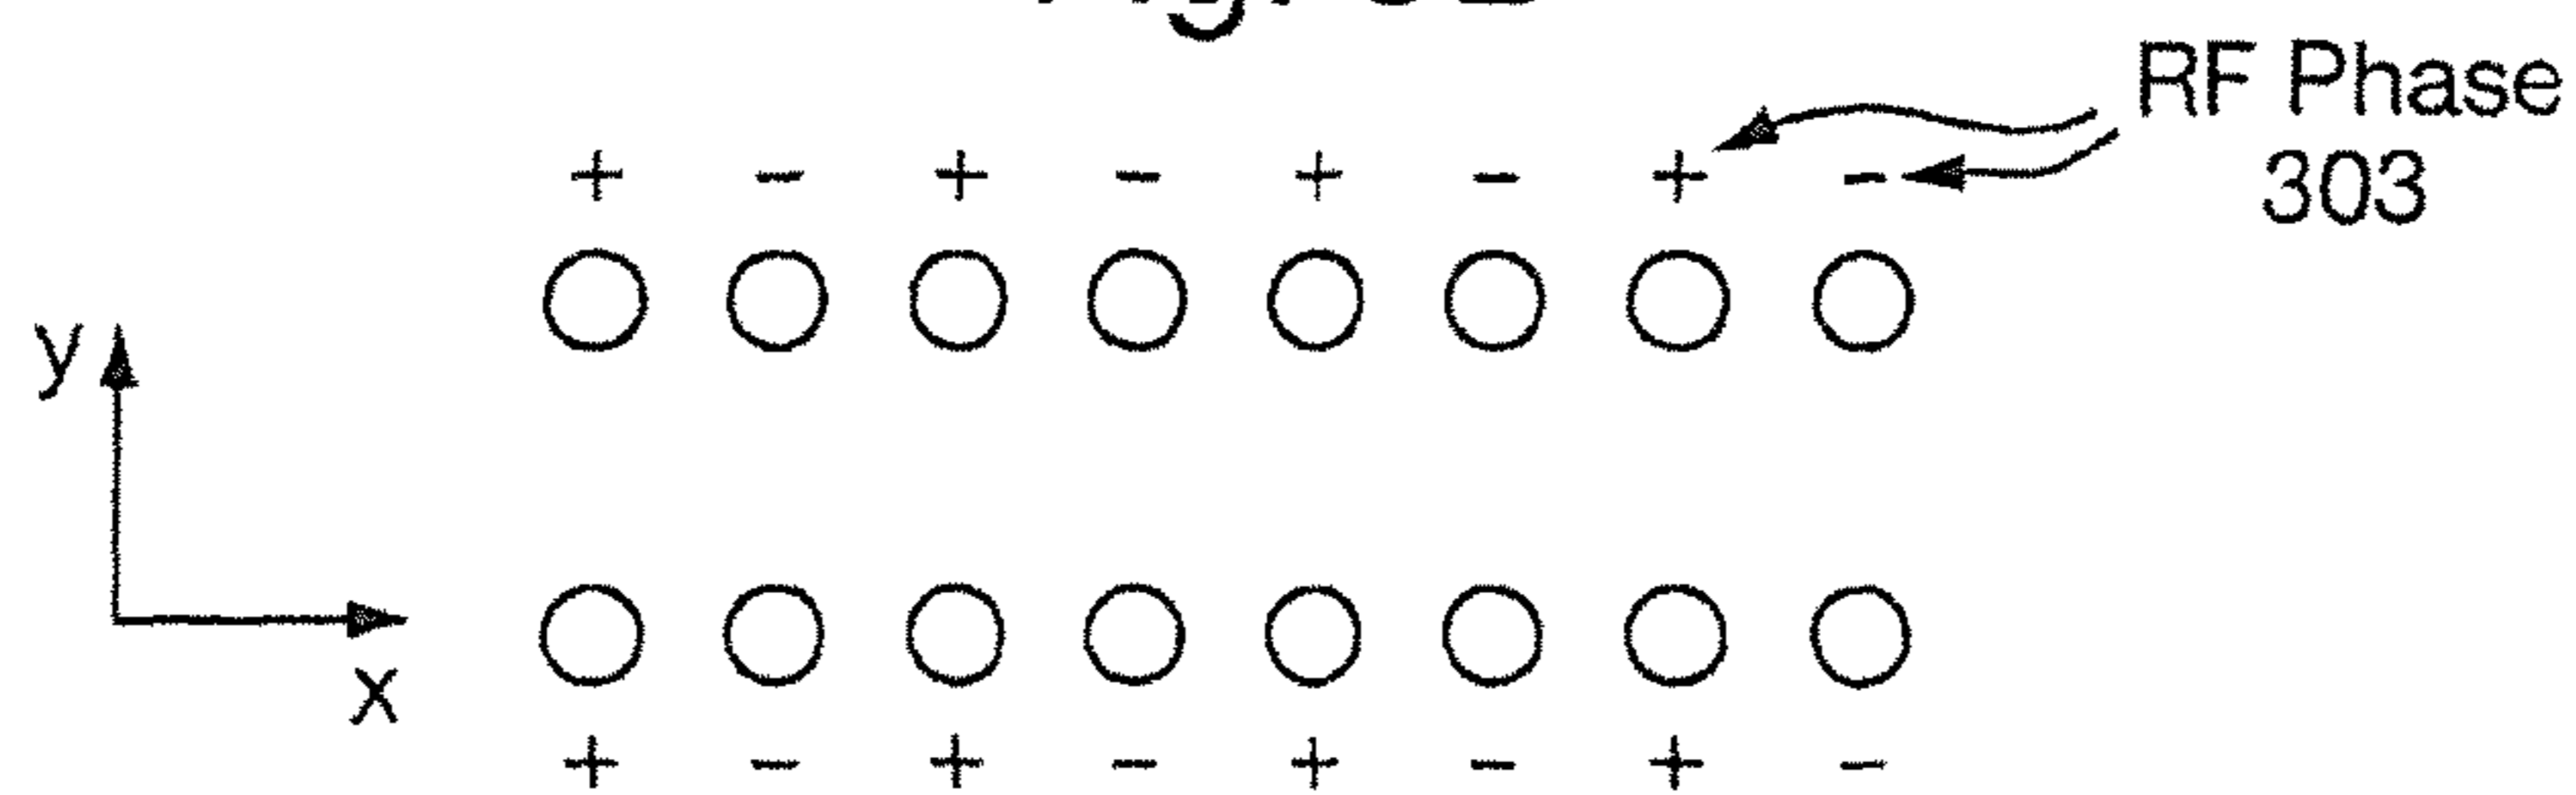 RF Phase
303
+ - + - + - + -
y
x
+ - + - + - + -